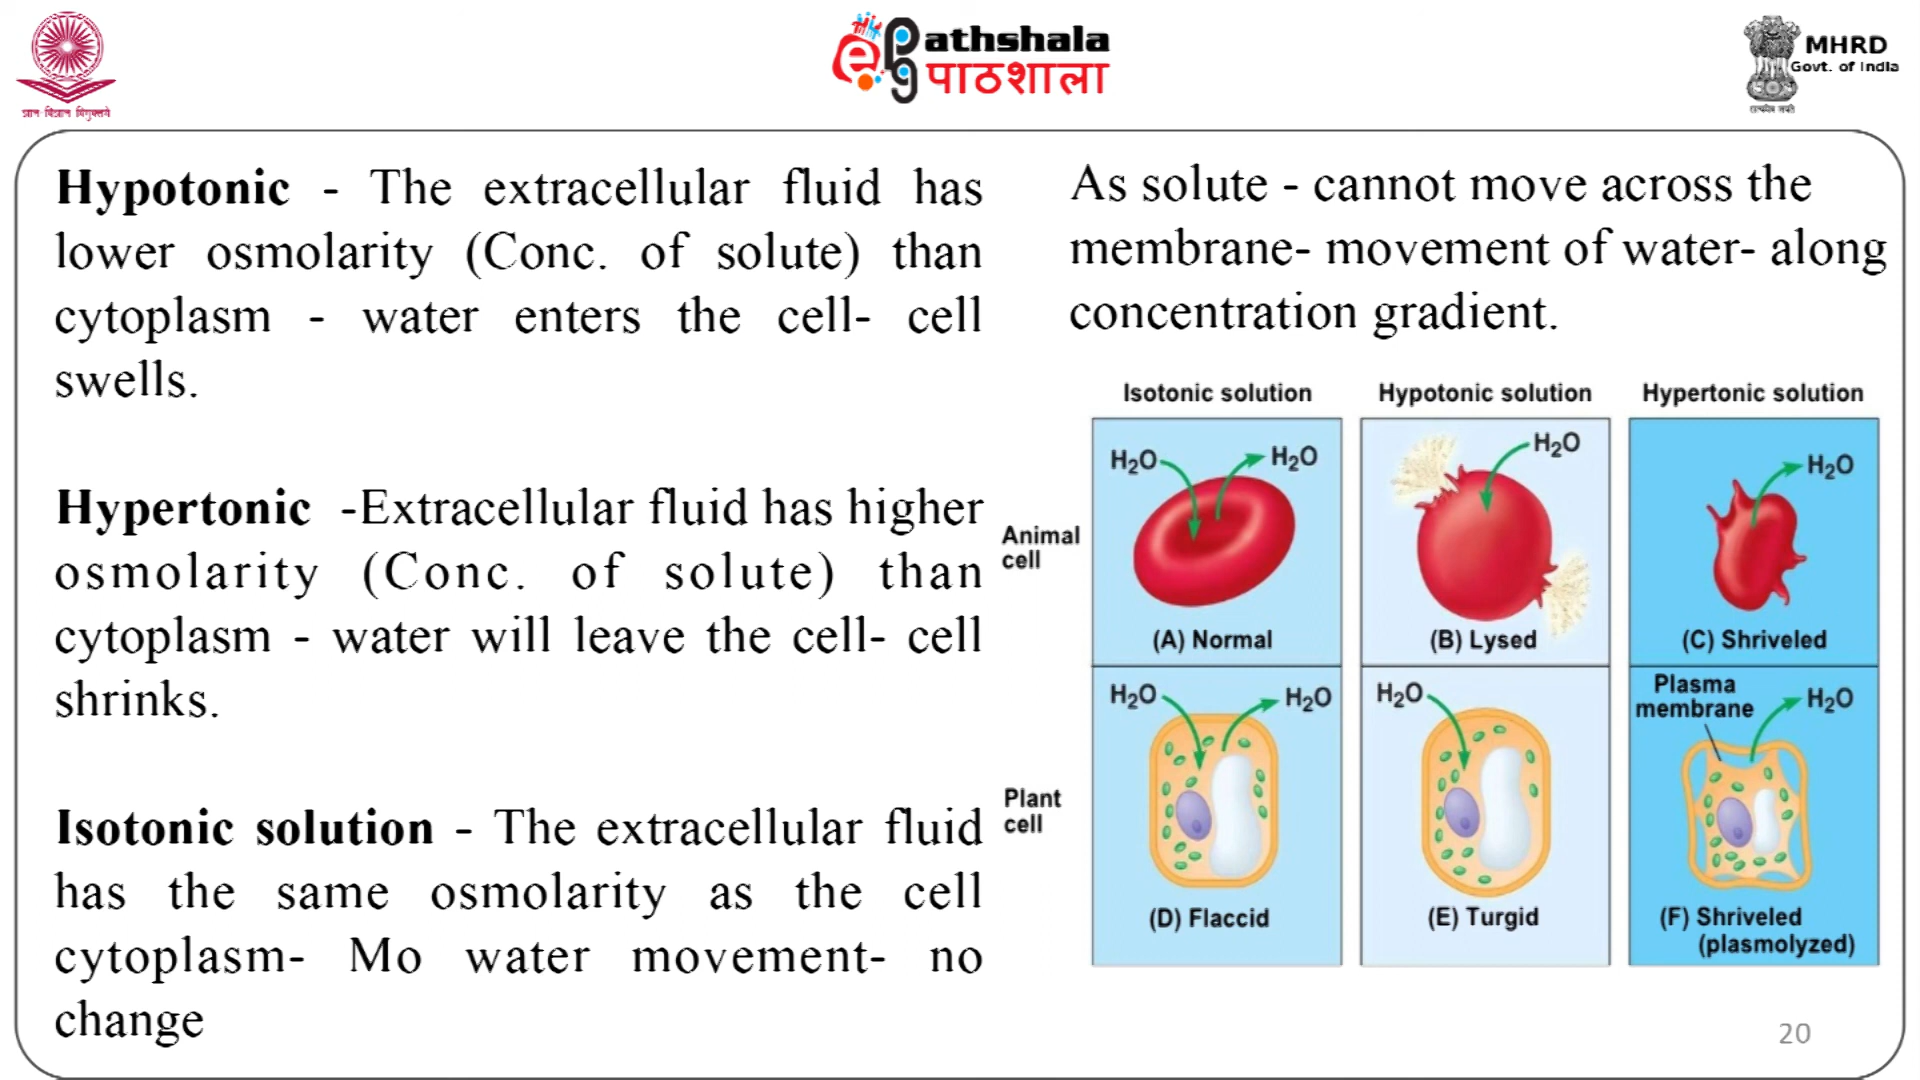 ज्ञान-विज्ञान विमुक्तये
athshala
पाठशाला
MHRD
Govt. of India
सत्यमेव जयते
Hypotonic - The extracellular fluid has
lower osmolarity (Conc. of solute) than
cytoplasm - water enters the cell- cell
swells.
Hypertonic -Extracellular fluid has higher
osmolarity (Conc. of solute) than
cytoplasm - water will leave the cell- cell
shrinks.
Isotonic solution - The extracellular fluid
has the same osmolarity as the cell
cytoplasm- Mo water movement- no
change
As solute - cannot move across the
membrane- movement of water- along
concentration gradient.
Isotonic solution Hypotonic solution Hypertonic solution
Animal
cell
H₂O H₂O H₂O H₂O
(A) Normal (B) Lysed (C) Shriveled
Plant
cell
H₂O H₂O H₂O Plasma
membrane H₂O
(D) Flaccid (E) Turgid (F) Shriveled
(plasmolyzed)
20